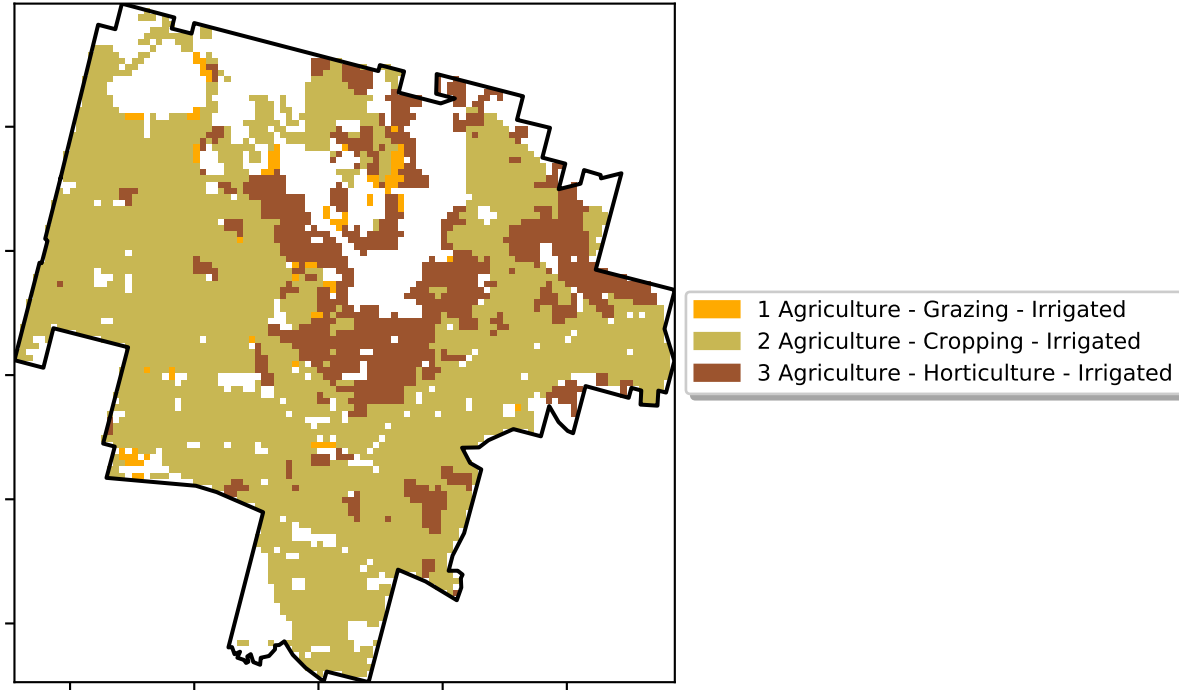 1 Agriculture - Grazing - Irrigated
2 Agriculture - Cropping - Irrigated
3 Agriculture - Horticulture - Irrigated